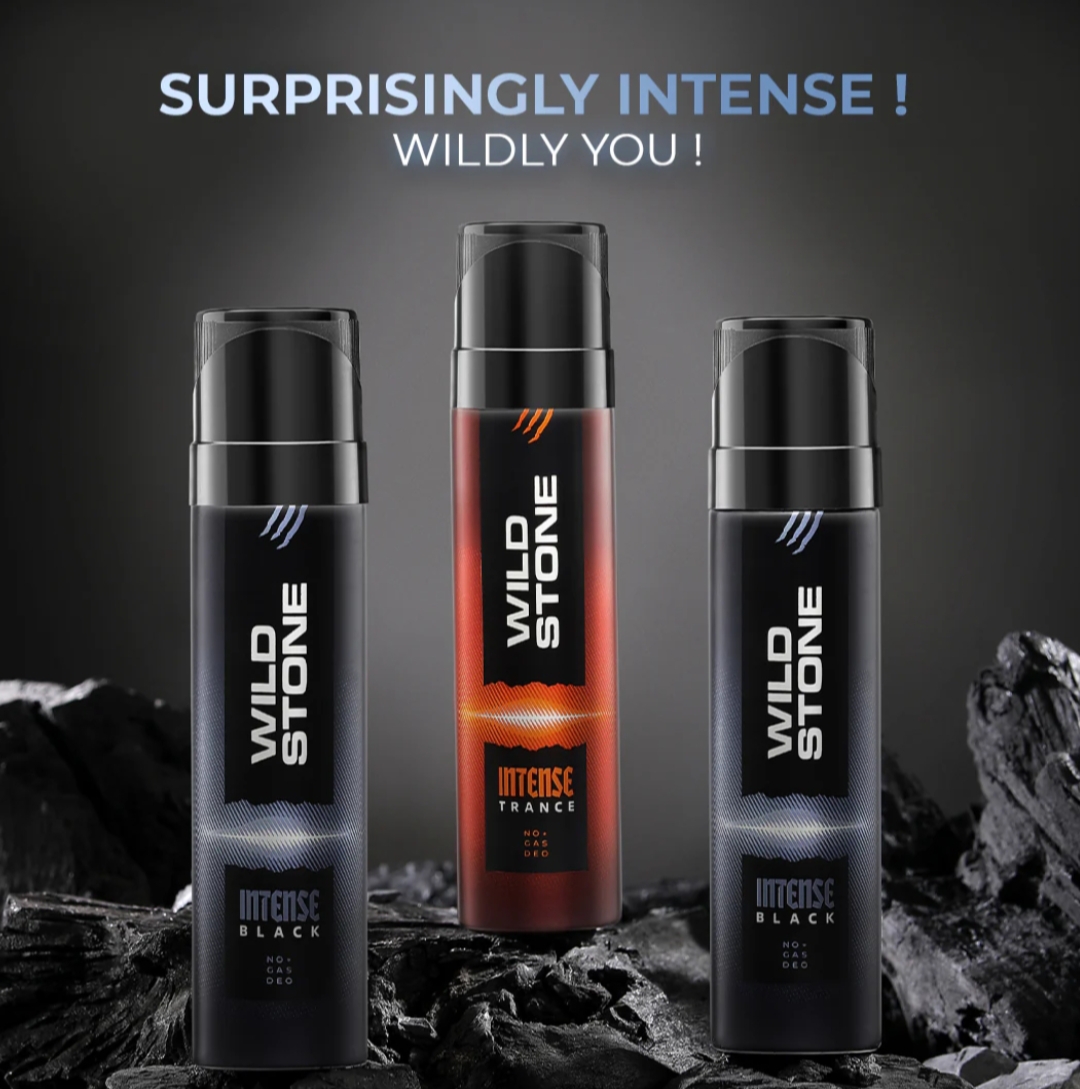 SURPRISINGLY INTENSE !
WILDLY YOU !
WILD
STONE
INTENSE
BLACK
NO+
GAS
DEO
WILD
STONE
INTENSE
TRANCE
NO+
GAS
DEO
WILD
STONE
INTENSE
BLACK
NO+
GAS
DEO